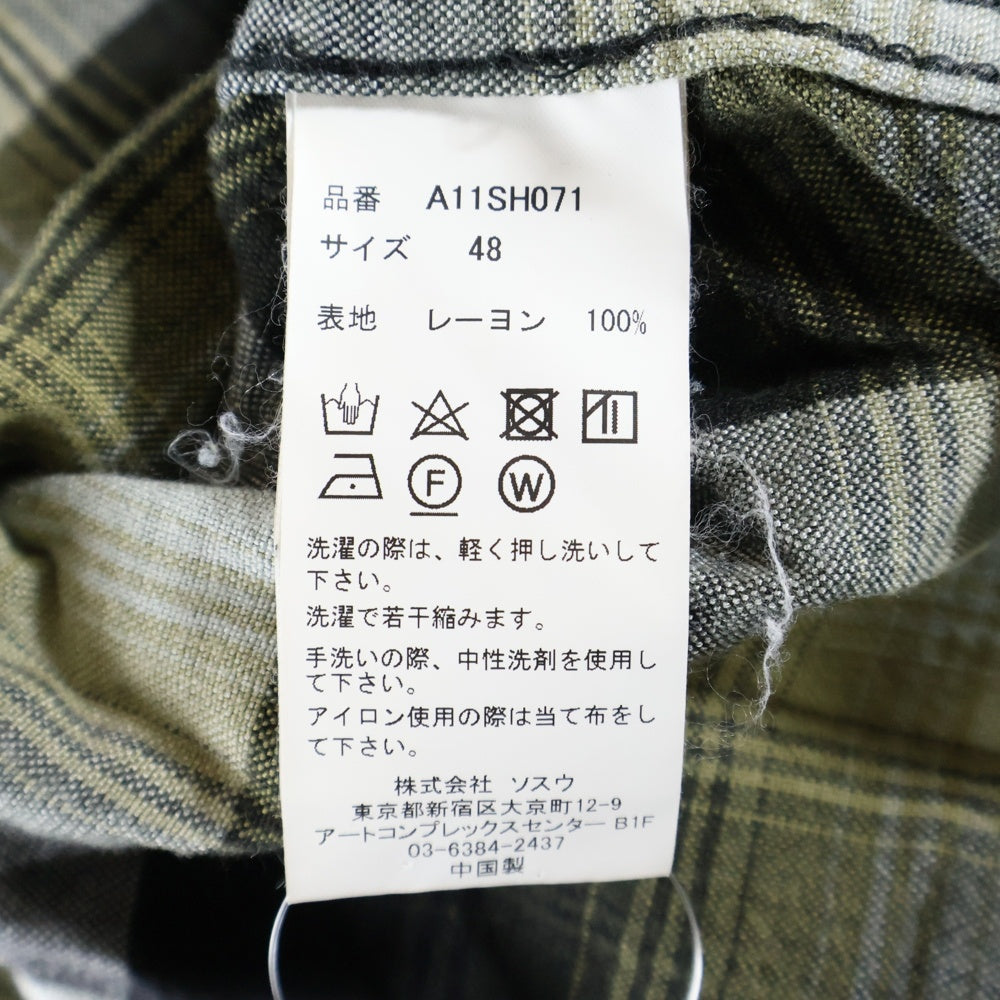 品番 A11SH071
サイズ 48
表地 レーヨン 100%
F W
洗濯の際は、軽く押し洗いして
下さい。
洗濯で若干縮みます。
手洗いの際、中性洗剤を使用し
て下さい。
アイロン使用の際は当て布をし
て下さい。
株式会社 ソスウ
東京都新宿区大京町12-9
アートコンプレックスセンター B1F
03-6384-2437
中国製